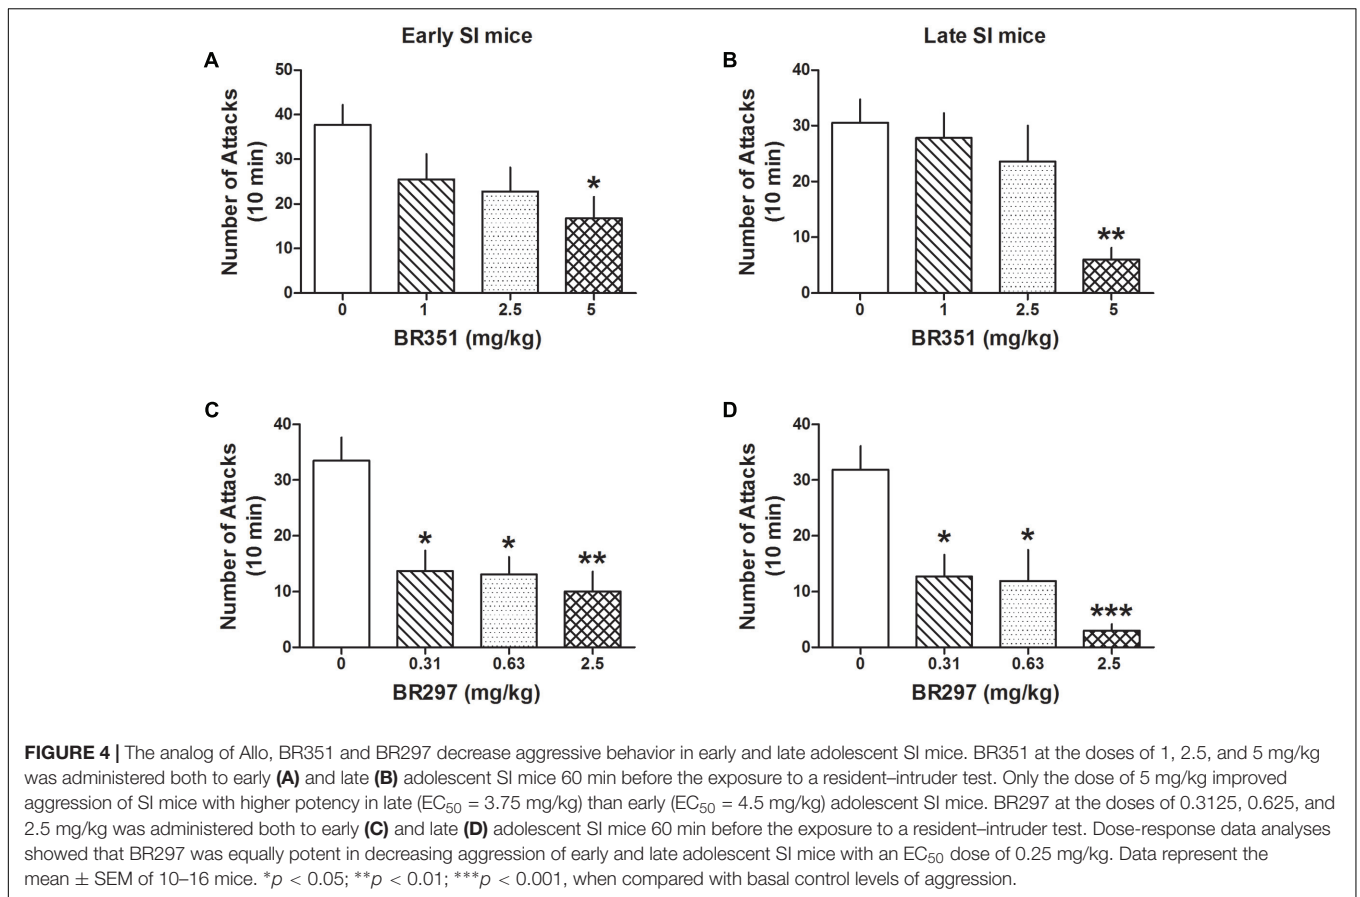 Early SI mice
Late SI mice
A
Number of Attacks
(10 min)
50
40
30
20
10
0
*
0 1 2.5 5
BR351 (mg/kg)
B
Number of Attacks
(10 min)
40
30
20
10
0
**
0 1 2.5 5
BR351 (mg/kg)
C
Number of Attacks
(10 min)
40
30
20
10
0
* * **
0 0.31 0.63 2.5
BR297 (mg/kg)
D
Number of Attacks
(10 min)
40
30
20
10
0
* * ***
0 0.31 0.63 2.5
BR297 (mg/kg)
FIGURE 4 | The analog of Allo, BR351 and BR297 decrease aggressive behavior in early and late adolescent SI mice. BR351 at the doses of 1, 2.5, and 5 mg/kg
was administered both to early (A) and late (B) adolescent SI mice 60 min before the exposure to a resident–intruder test. Only the dose of 5 mg/kg improved
aggression of SI mice with higher potency in late (EC50 = 3.75 mg/kg) than early (EC50 = 4.5 mg/kg) adolescent SI mice. BR297 at the doses of 0.3125, 0.625, and
2.5 mg/kg was administered both to early (C) and late (D) adolescent SI mice 60 min before the exposure to a resident–intruder test. Dose-response data analyses
showed that BR297 was equally potent in decreasing aggression of early and late adolescent SI mice with an EC50 dose of 0.25 mg/kg. Data represent the
mean ± SEM of 10–16 mice. *p < 0.05; **p < 0.01; ***p < 0.001, when compared with basal control levels of aggression.